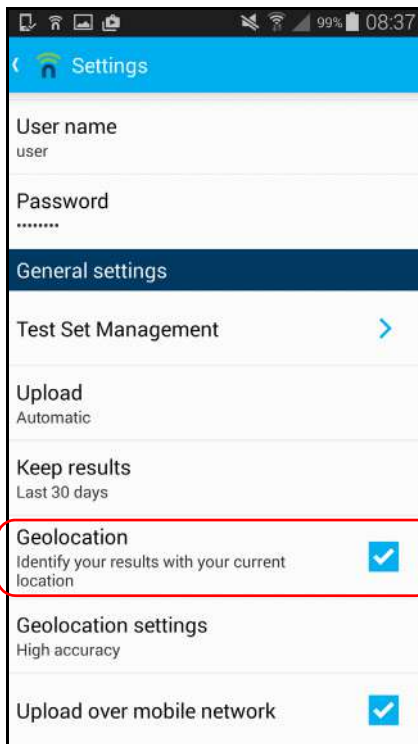 99% 08:37
Settings
User name
user
Password
••••••••
General settings
Test Set Management
Upload
Automatic
Keep results
Last 30 days
Geolocation
Identify your results with your current
location
Geolocation settings
High accuracy
Upload over mobile network